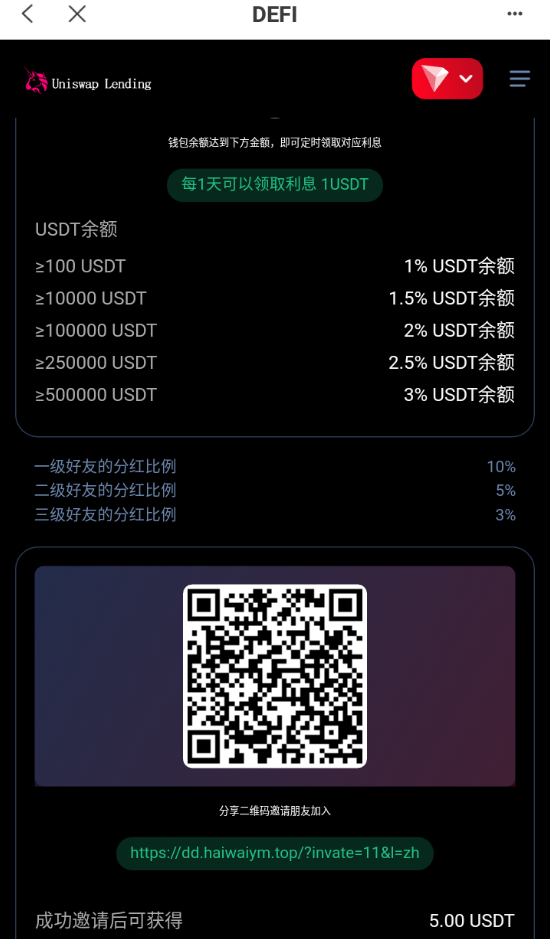 DEFI
Uniswap Lending
钱包余额达到下方金额，即可定时领取对应利息
每1天可以领取利息 1USDT
USDT余额
≥100 USDT 1% USDT余额
≥10000 USDT 1.5% USDT余额
≥100000 USDT 2% USDT余额
≥250000 USDT 2.5% USDT余额
≥500000 USDT 3% USDT余额
一级好友的分红比例 10%
二级好友的分红比例 5%
三级好友的分红比例 3%
分享二维码邀请朋友加入
https://dd.haiwaiym.top/?invate=11&l=zh
成功邀请后可获得 5.00 USDT